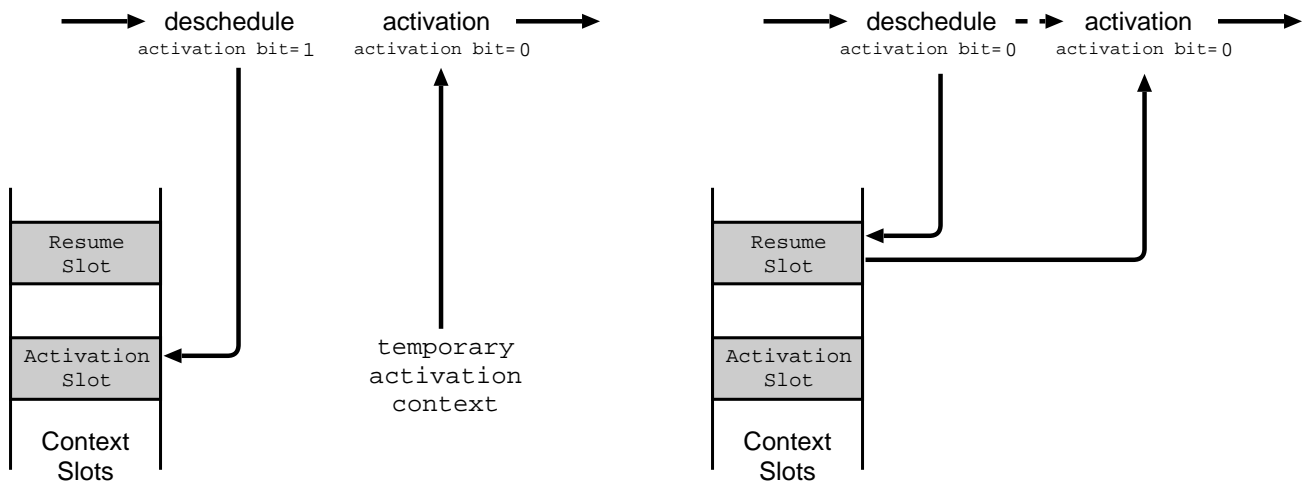 deschedule
activation bit=1
activation
activation bit=0
Resume
Slot
Activation
Slot
temporary
activation
context
Context
Slots
deschedule
activation bit=0
activation
activation bit=0
Resume
Slot
Activation
Slot
Context
Slots